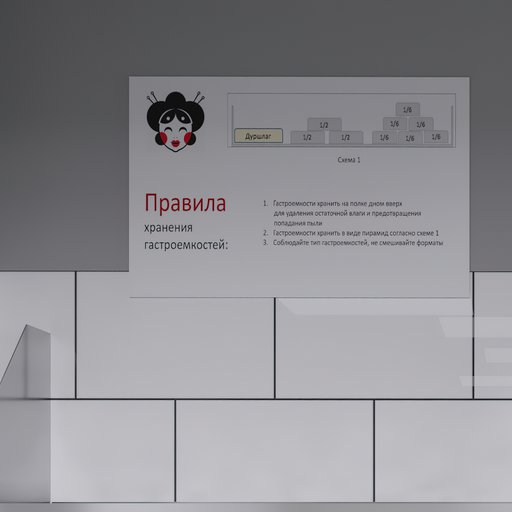 1/6
1/2
1/6 1/6
Дуршлаг
1/2 1/2
1/6 1/6 1/6
Схема 1
Правила
хранения
гастроемкостей:
1. Гастроемкости хранить на полке дном вверх
для удаления остаточной влаги и предотвращения
попадания пыли
2. Гастроемкости хранить в виде пирамид согласно схеме 1
3. Соблюдайте тип гастроемкостей, не смешивайте форматы